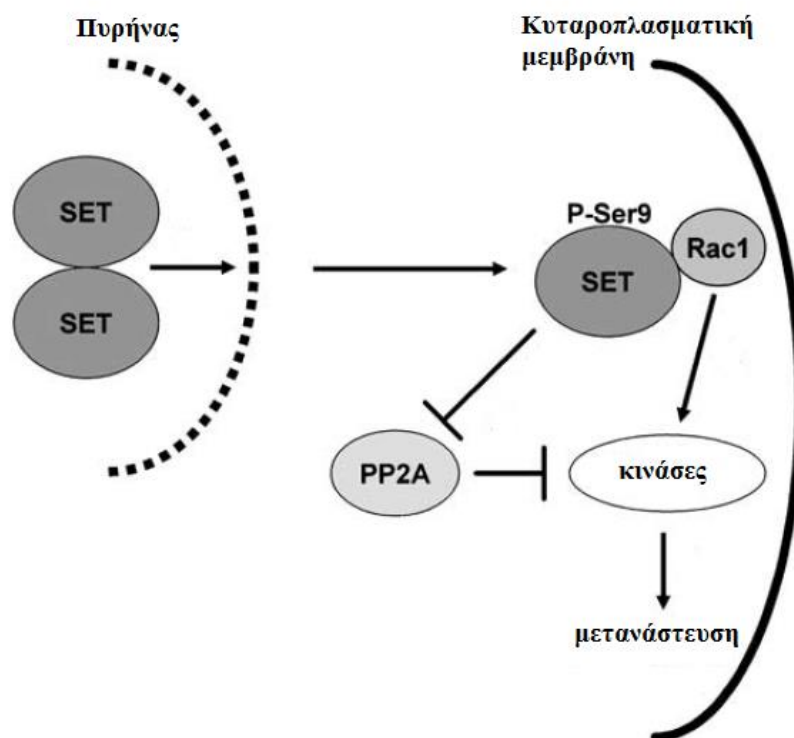 Πυρήνας
Κυταροπλασματική
μεμβράνη
SET
SET
P-Ser9
SET
Rac1
PP2A
κινάσες
μετανάστευση